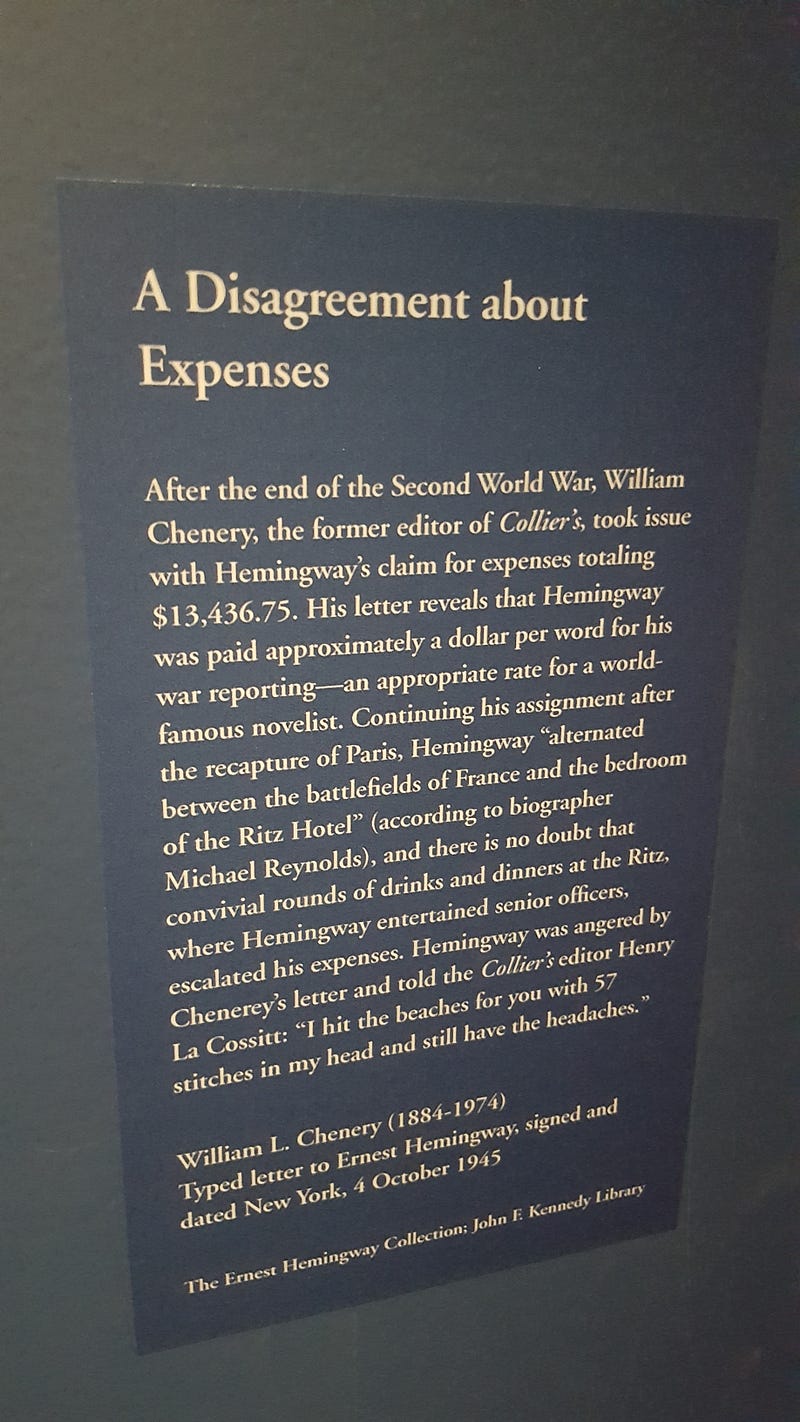 A Disagreement about
Expenses
After the end of the Second World War, William
Chenery, the former editor of Collier's, took issue
with Hemingway's claim for expenses totaling
$13,436.75. His letter reveals that Hemingway
was paid approximately a dollar per word for his
war reporting—an appropriate rate for a world-
famous novelist. Continuing his assignment after
the recapture of Paris, Hemingway “alternated
between the battlefields of France and the bedroom
of the Ritz Hotel” (according to biographer
Michael Reynolds), and there is no doubt that
convivial rounds of drinks and dinners at the Ritz,
where Hemingway entertained senior officers,
escalated his expenses. Hemingway was angered by
Chenerey's letter and told the Collier's editor Henry
La Cossitt: “I hit the beaches for you with 57
stitches in my head and still have the headaches.”
William L. Chenery (1884-1974)
Typed letter to Ernest Hemingway, signed and
dated New York, 4 October 1945
The Ernest Hemingway Collection; John F. Kennedy Library